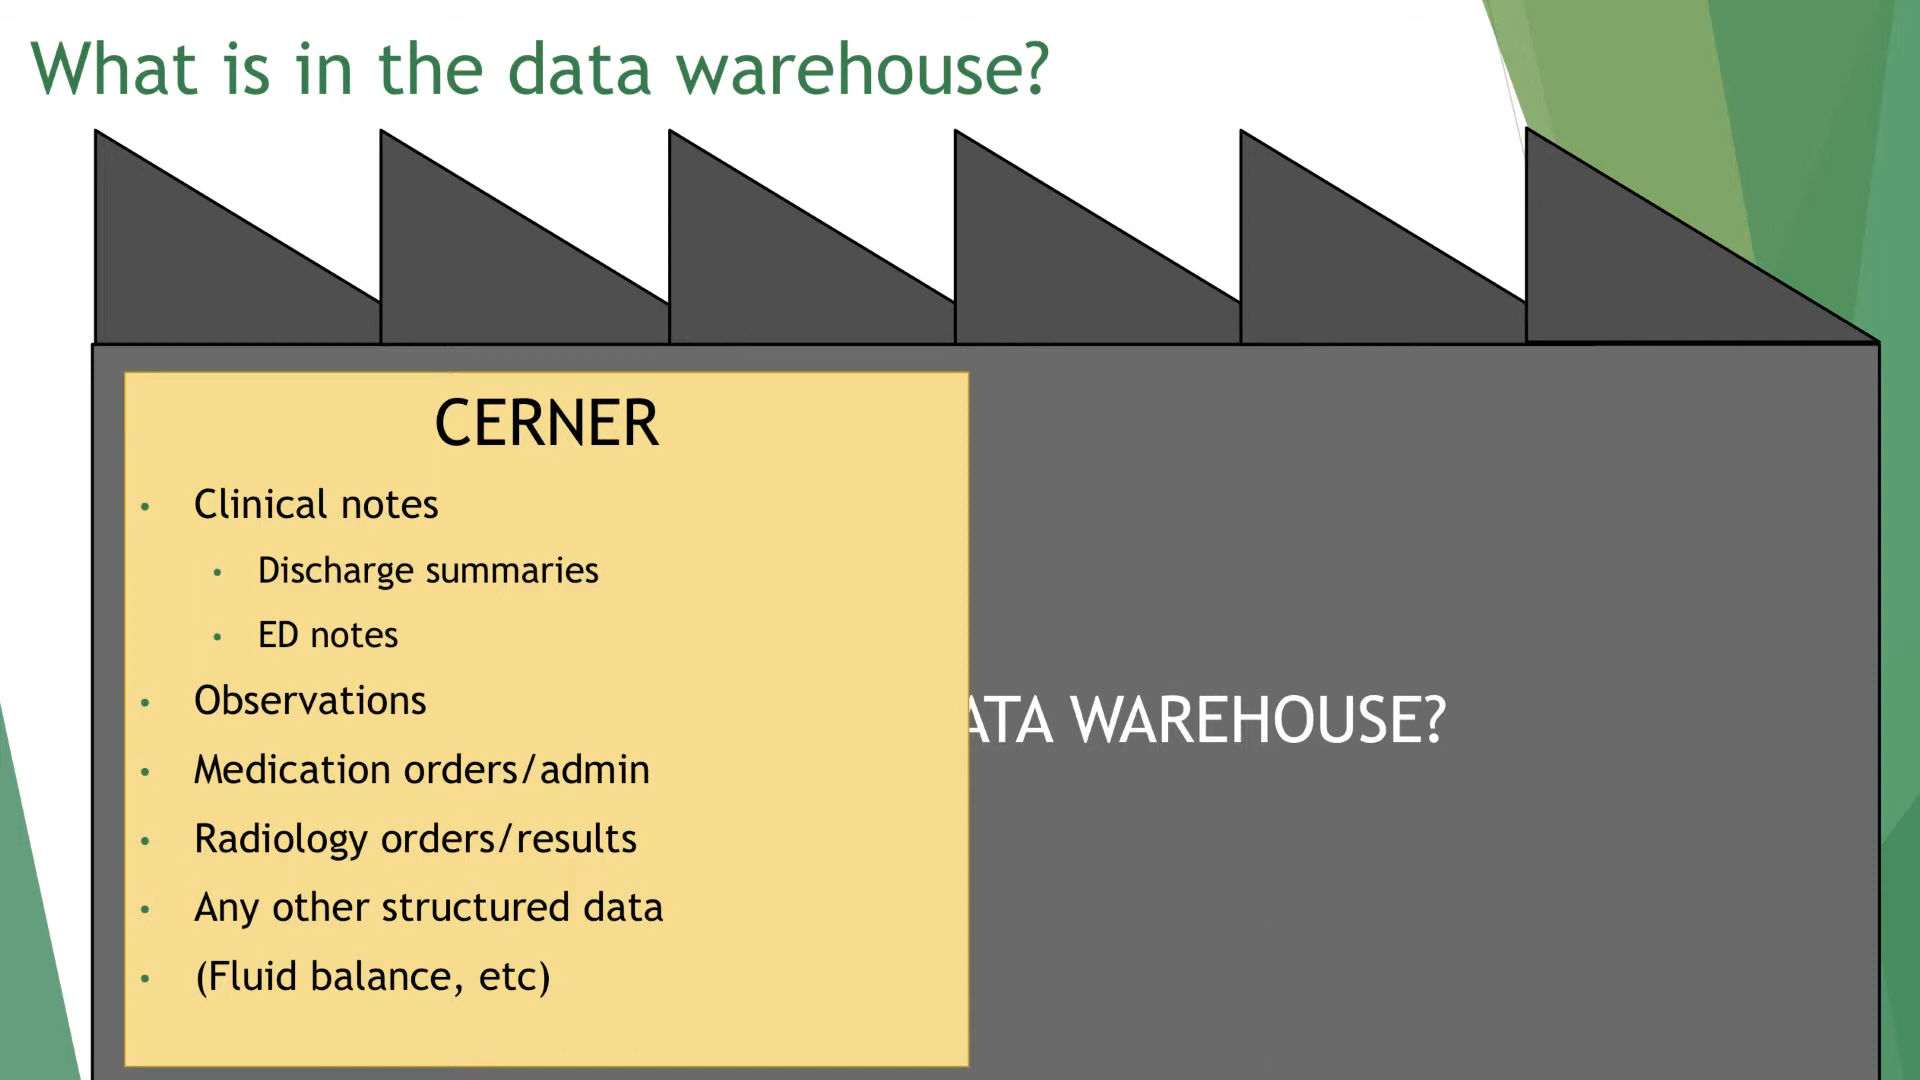 What is in the data warehouse?
CERNER
Clinical notes
Discharge summaries
ED notes
Observations
Medication orders/admin
Radiology orders/results
Any other structured data
(Fluid balance, etc)
ATA WAREHOUSE?